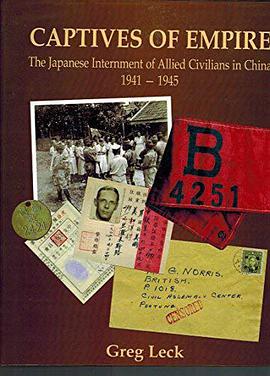 CAPTIVES OF EMPIRE
The Japanese Internment of Allied Civilians in China
1941 – 1945
B
4251
G. NORRIS,
BRITISH.
P. 1018.
CIVIL ASSEMBLY CENTER,
POOTUNG.
CENSORED
Greg Leck